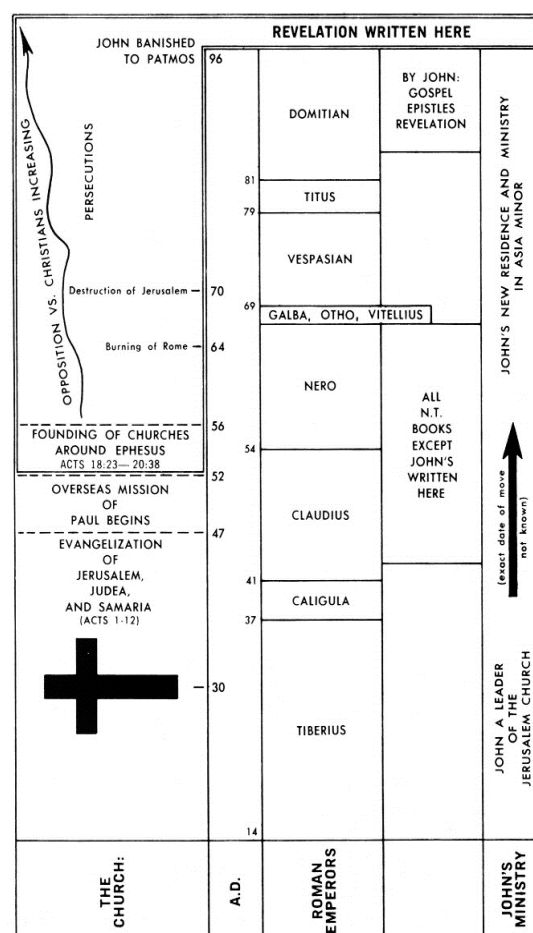 REVELATION WRITTEN HERE
JOHN BANISHED
TO PATMOS
96
OPPOSITION VS. CHRISTIANS INCREASING
PERSECUTIONS
Destruction of Jerusalem
70
Burning of Rome
64
56
FOUNDING OF CHURCHES
AROUND EPHESUS
ACTS 18:23—20:38
52
OVERSEAS MISSION
OF
PAUL BEGINS
47
EVANGELIZATION
OF
JERUSALEM,
JUDEA,
AND SAMARIA
(ACTS 1-12)
30
DOMITIAN
81
TITUS
79
VESPASIAN
69
GALBA, OTHO, VITELLIUS
NERO
54
CLAUDIUS
41
CALIGULA
37
TIBERIUS
14
BY JOHN:
GOSPEL
EPISTLES
REVELATION
ALL
N.T.
BOOKS
EXCEPT
JOHN'S
WRITTEN
HERE
JOHN'S NEW RESIDENCE AND MINISTRY
IN ASIA MINOR
(exact date of move
not known)
JOHN A LEADER
OF THE
JERUSALEM CHURCH
THE
CHURCH:
A.D.
ROMAN
EMPERORS
JOHN'S
MINISTRY